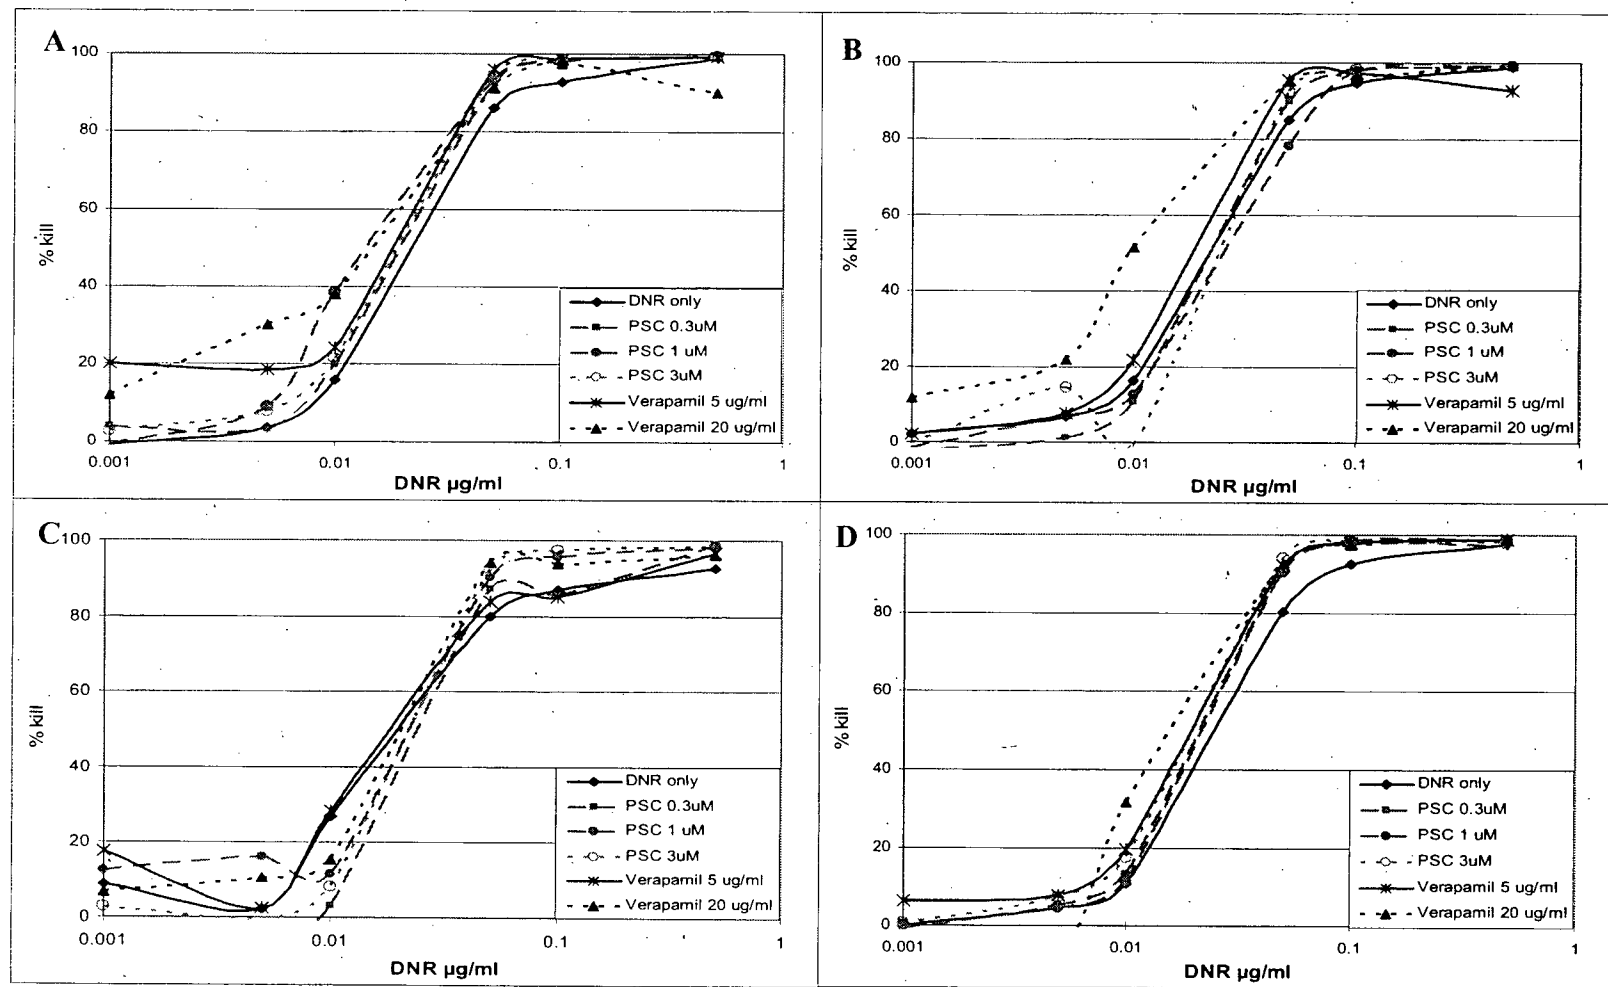 A
100
80
60
40
20
0
% kill
0.001
0.01
0.1
1
DNR µg/ml
DNR only
PSC 0.3uM
PSC 1 uM
PSC 3uM
Verapamil 5 ug/ml
Verapamil 20 ug/ml
B
100
80
60
40
20
0
% kill
0.001
0.01
0.1
1
DNR µg/ml
DNR only
PSC 0.3uM
PSC 1 uM
PSC 3uM
Verapamil 5 ug/ml
Verapamil 20 ug/ml
C
100
80
60
40
20
0
% kill
0.001
0.01
0.1
1
DNR µg/ml
DNR only
PSC 0.3uM
PSC 1 uM
PSC 3uM
Verapamil 5 ug/ml
Verapamil 20 ug/ml
D
100
80
60
40
20
0
% kill
0.001
0.01
0.1
1
DNR µg/ml
DNR only
PSC 0.3uM
PSC 1 uM
PSC 3uM
Verapamil 5 ug/ml
Verapamil 20 ug/ml